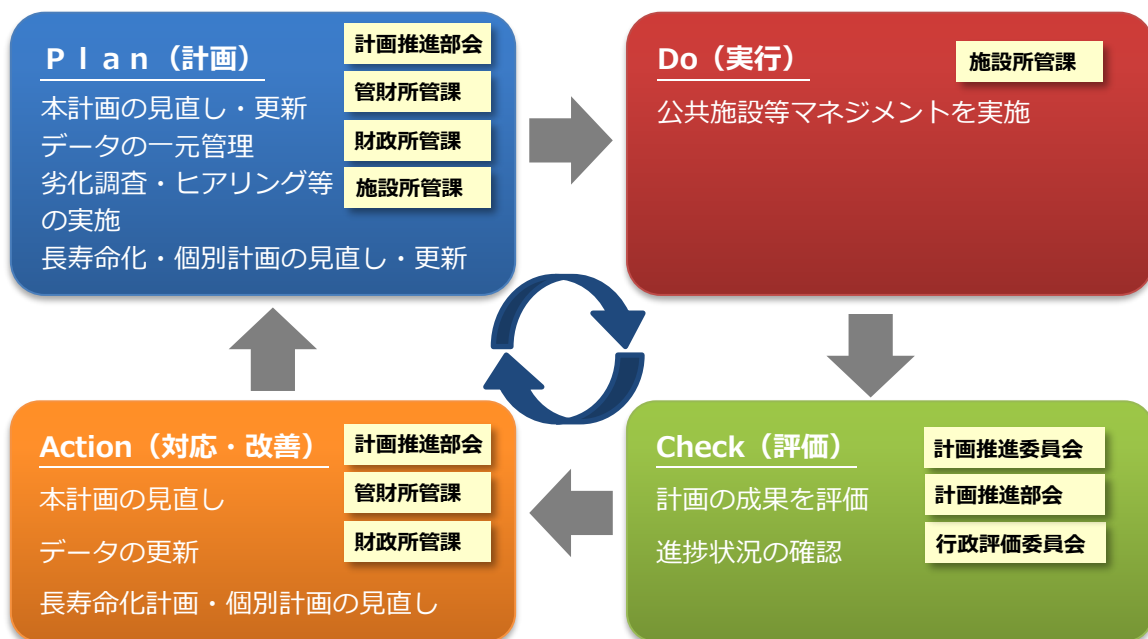 Ｐｌａｎ（計画）
計画推進部会
管財所管課
財政所管課
施設所管課
本計画の見直し・更新
データの一元管理
劣化調査・ヒアリング等
の実施
長寿命化・個別計画の見直し・更新
Do（実行）
施設所管課
公共施設等マネジメントを実施
Action（対応・改善）
計画推進部会
管財所管課
財政所管課
本計画の見直し
データの更新
長寿命化計画・個別計画の見直し
Check（評価）
計画推進委員会
計画推進部会
行政評価委員会
計画の成果を評価
進捗状況の確認